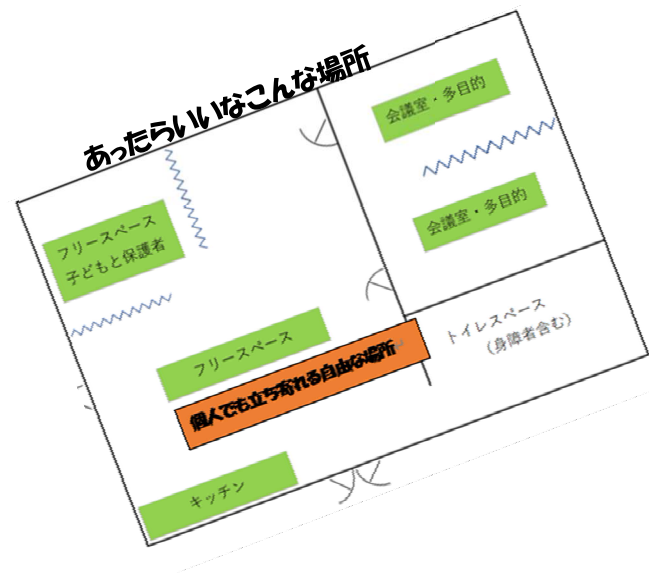 あったらいいなこんな場所
会議室・多目的
会議室・多目的
フリースペース
子どもと保護者
フリースペース
個人でも立ち寄れる自由な場所
トイレスペース
(身障者含む)
キッチン